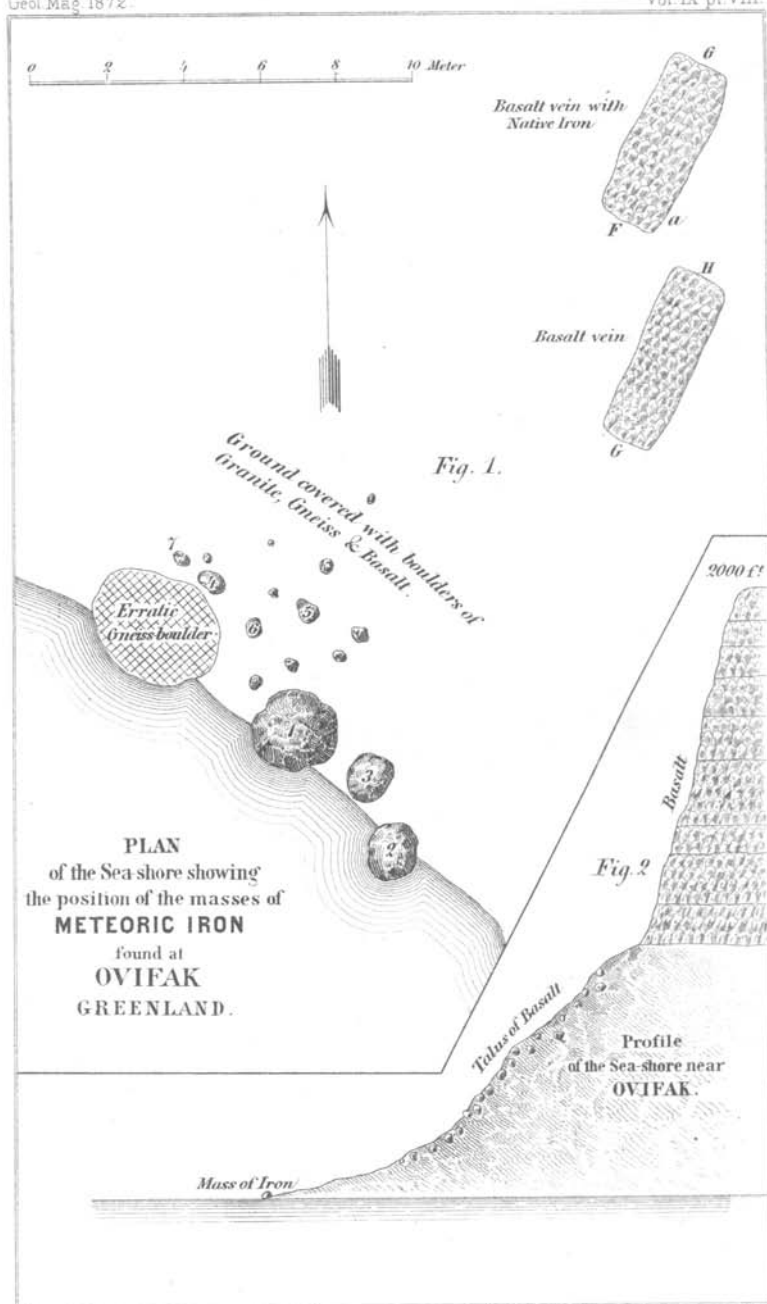 Geol. Mag. 1872.
Vol. IX. pl. VIII.
0 2 4 6 8 10 Meter
G
Basalt vein with
Native Iron
F
a
H
Basalt vein
G
Fig. 1.
Ground covered with boulders of
Granite, Gneiss & Basalt.
7
4
5
6
Erratic
Gneiss-boulder
1
3
2
PLAN
of the Sea-shore showing
the position of the masses of
METEORIC IRON
found at
OVIFAK
GREENLAND.
2000 ft
Basalt
Fig. 2
Talus of Basalt
Profile
of the Sea-shore near
OVIFAK.
Mass of Iron